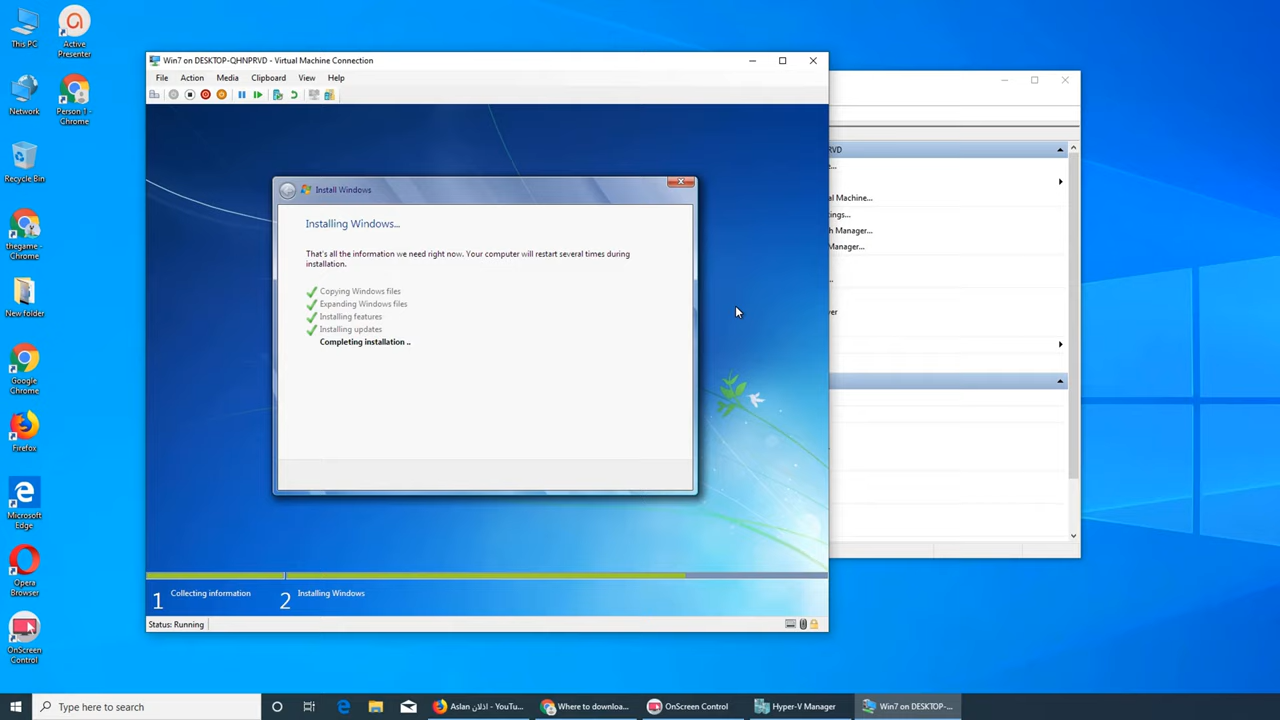 This PC
Active
Presenter
Network
Person 1 -
Chrome
Recycle Bin
thegame -
Chrome
New folder
Google
Chrome
Firefox
Microsoft
Edge
Opera
Browser
OnScreen
Control
Win7 on DESKTOP-QHNPRVD - Virtual Machine Connection
File Action Media Clipboard View Help
Install Windows
Installing Windows...
That's all the information we need right now. Your computer will restart several times during
installation.
Copying Windows files
Expanding Windows files
Installing features
Installing updates
Completing installation ..
1 Collecting information 2 Installing Windows
Status: Running
RVD
e...
al Machine...
ings...
h Manager...
Manager...
...
ver
Type here to search
Aslan اذلان - YouTu...
Where to downloa...
OnScreen Control
Hyper-V Manager
Win7 on DESKTOP-...